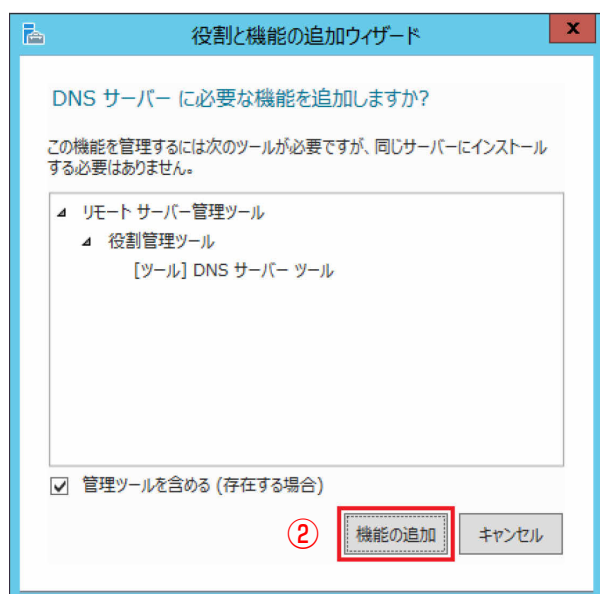 役割と機能の追加ウィザード
x
DNS サーバー に必要な機能を追加しますか?
この機能を管理するには次のツールが必要ですが、同じサーバーにインストール
する必要はありません。
リモート サーバー管理ツール
役割管理ツール
[ツール] DNS サーバー ツール
管理ツールを含める (存在する場合)
② 機能の追加 キャンセル